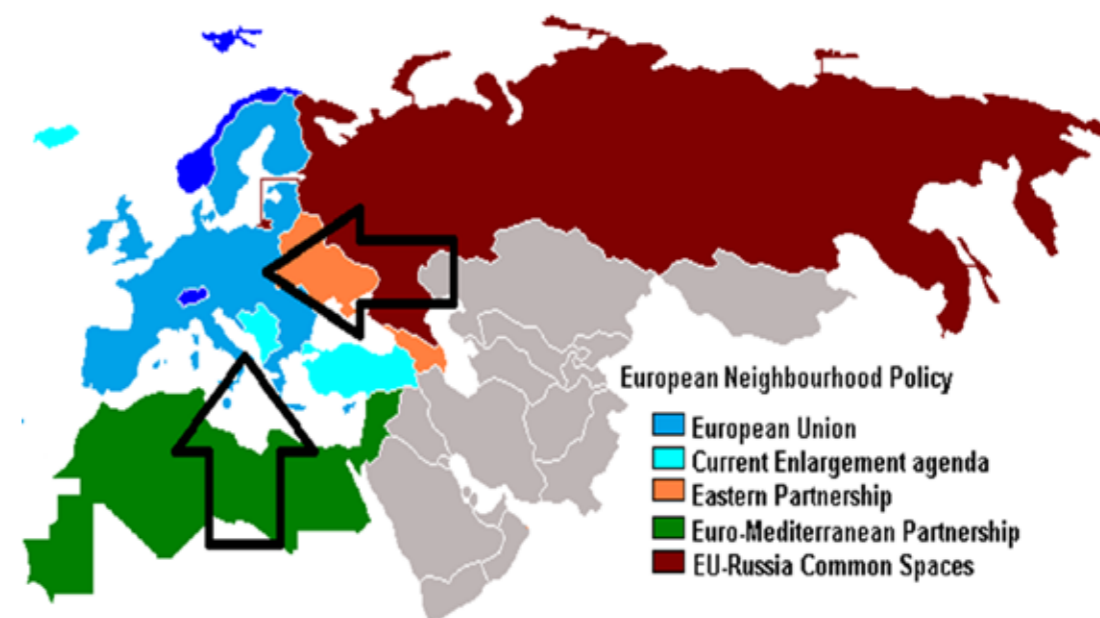 European Neighbourhood Policy
European Union
Current Enlargement agenda
Eastern Partnership
Euro-Mediterranean Partnership
EU-Russia Common Spaces